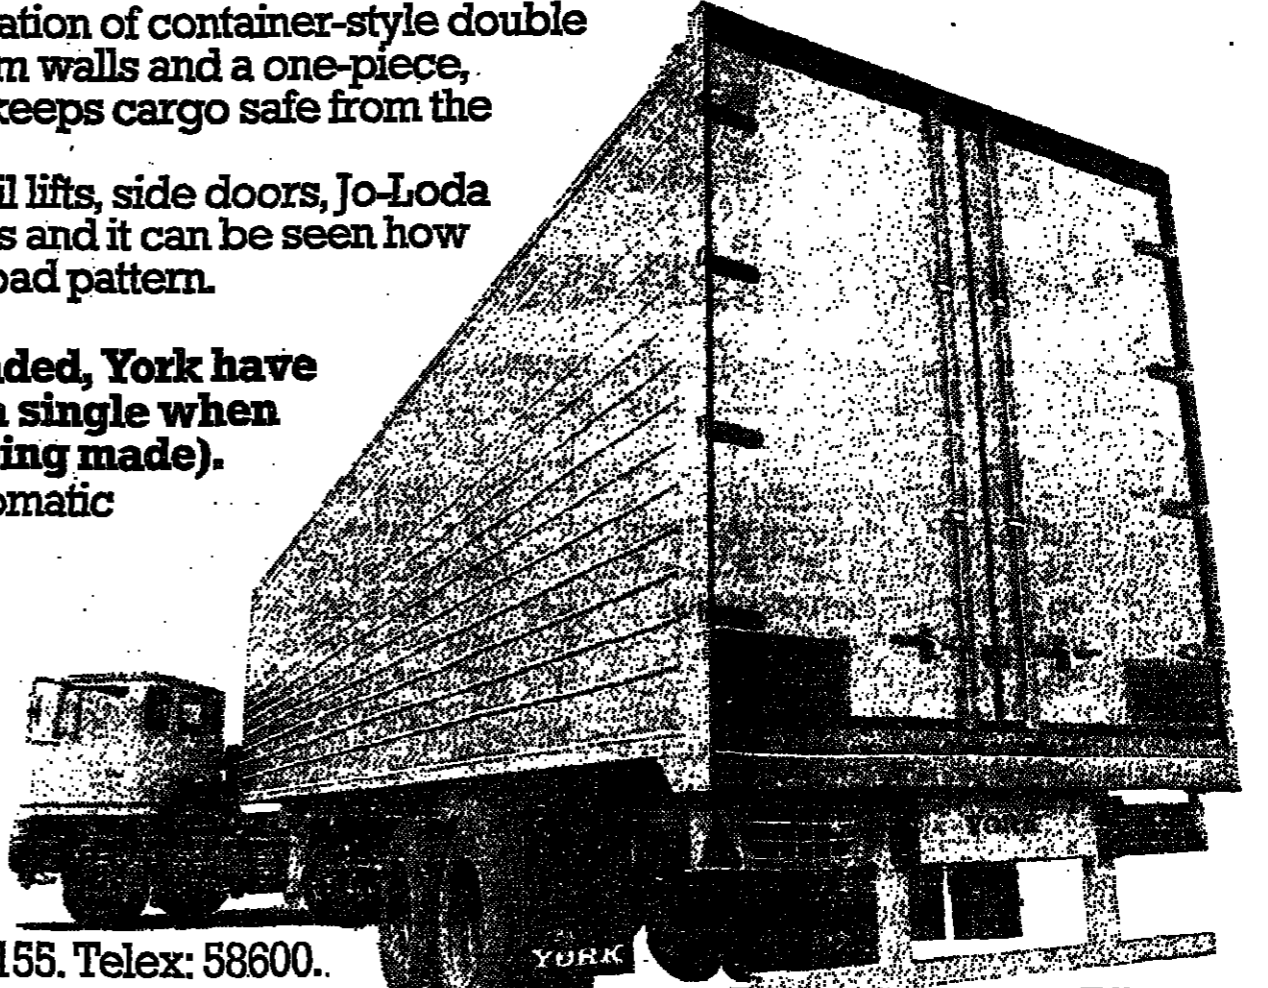 ation of container-style double
m walls and a one-piece,
keeps cargo safe from the
il lifts, side doors, Jo-Loda
s and it can be seen how
oad pattern.
ded, York have
single when
ing made).
omatic
YORK
YORK
155. Telex: 58600.